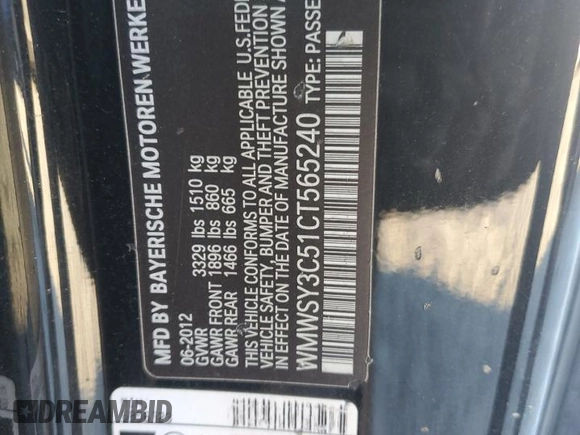 MFD BY BAYERISCHE MOTOREN WERKE
06-2012
GVWR 3329 lbs 1510 kg
GAWR FRONT 1896 lbs 860 kg
GAWR REAR 1466 lbs 665 kg
THIS VEHICLE CONFORMS TO ALL APPLICABLE U.S.FEDE
VEHICLE SAFETY, BUMPER AND THEFT PREVENTION
IN EFFECT ON THE DATE OF MANUFACTURE SHOWN A
WMWSY3C51CT565240 TYPE: PASSE
DREAMBID